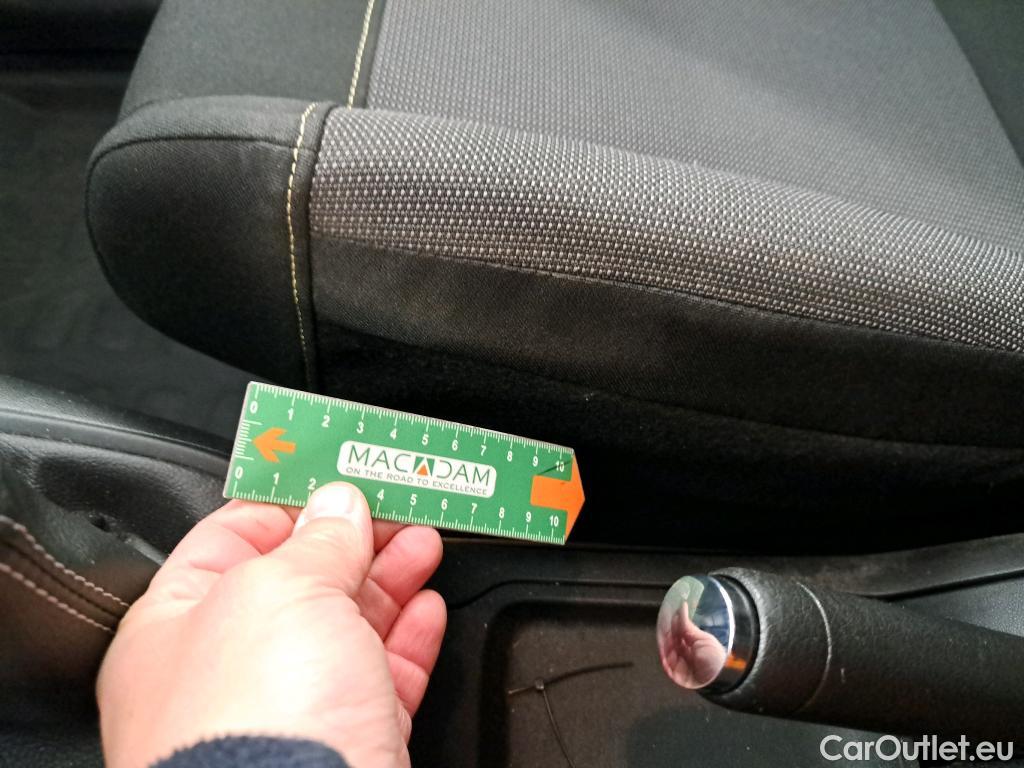 0 1 2 3 4 5 6 7 8 9 10
MACADAM
ON THE ROAD TO EXCELLENCE
0 1 2 4 5 6 7 8 9 10
CarOutlet.eu